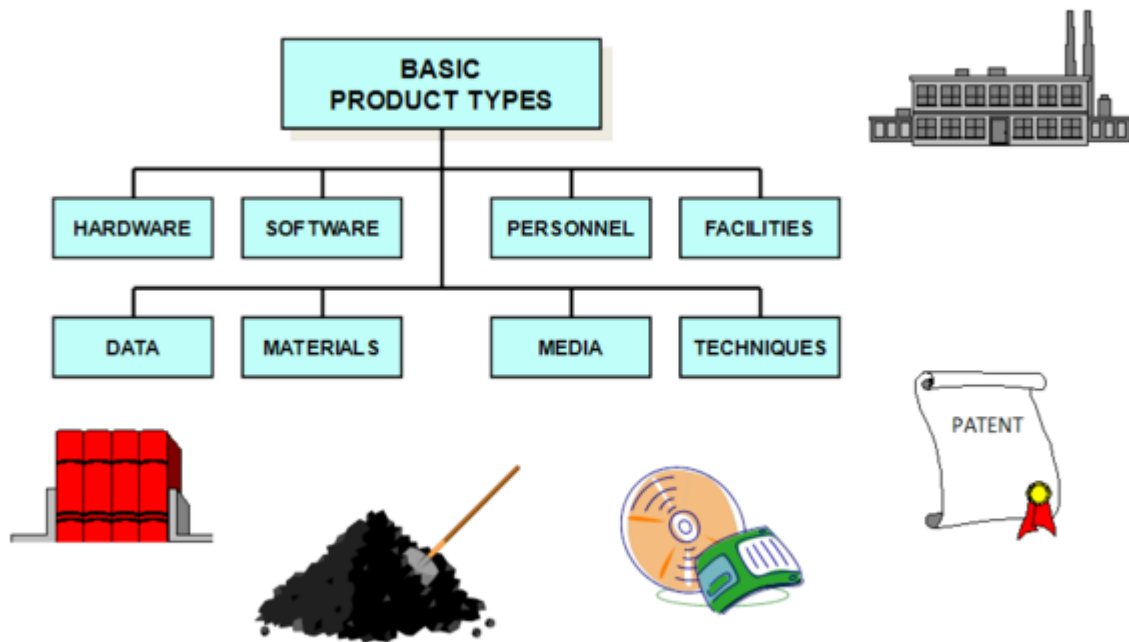 BASIC
PRODUCT TYPES
HARDWARE
SOFTWARE
PERSONNEL
FACILITIES
DATA
MATERIALS
MEDIA
TECHNIQUES
PATENT